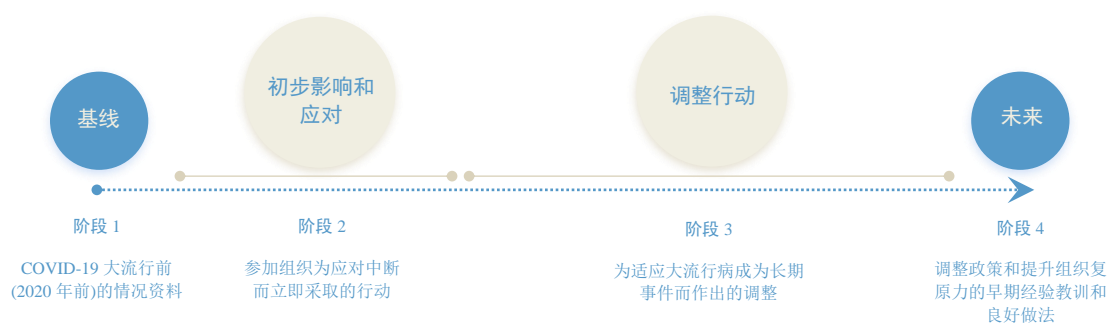 基线
初步影响和
应对
调整行动
未来
阶段 1
阶段 2
阶段 3
阶段 4
COVID-19 大流行前
(2020 年前)的情况资料
参加组织为应对中断
而立即采取的行动
为适应大流行病成为长期
事件而作出的调整
调整政策和提升组织复
原力的早期经验教训和
良好做法